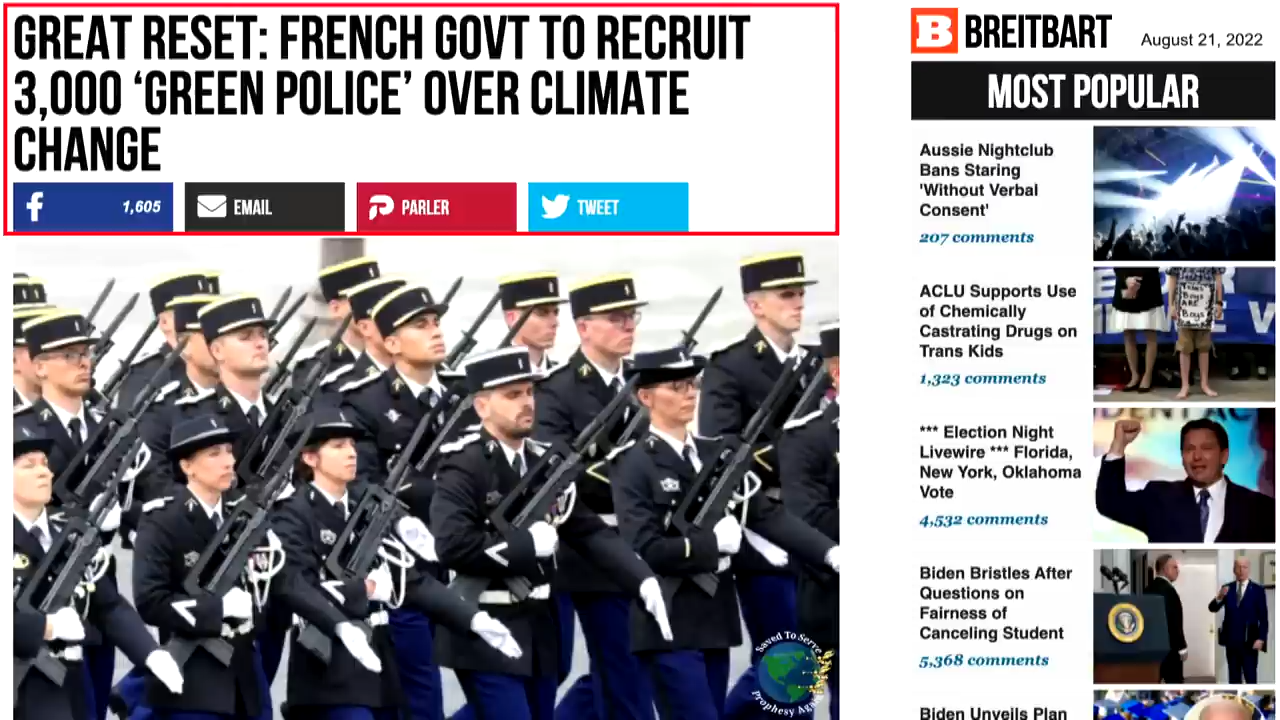 GREAT RESET: FRENCH GOVT TO RECRUIT
3,000 ‘GREEN POLICE’ OVER CLIMATE
CHANGE
1,605
EMAIL
PARLER
TWEET
Saved To Serve
Prophesy Again
B BREITBART
August 21, 2022
MOST POPULAR
Aussie Nightclub
Bans Staring
'Without Verbal
Consent'
207 comments
ACLU Supports Use
of Chemically
Castrating Drugs on
Trans Kids
1,323 comments
*** Election Night
Livewire *** Florida,
New York, Oklahoma
Vote
4,532 comments
Biden Bristles After
Questions on
Fairness of
Canceling Student
5,368 comments
Biden Unveils Plan